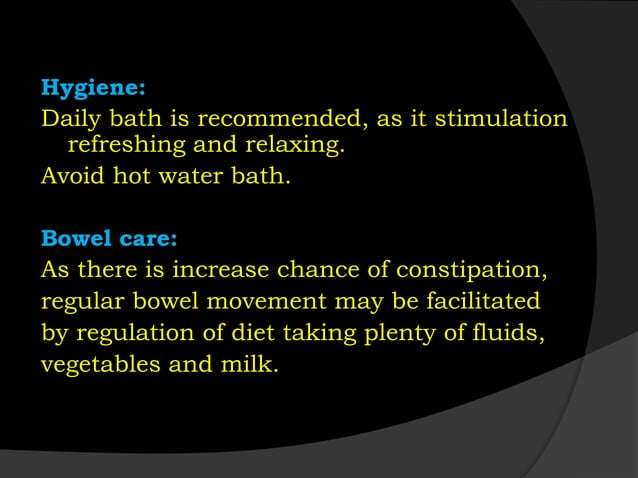 Hygiene:
Daily bath is recommended, as it stimulation
refreshing and relaxing.
Avoid hot water bath.
Bowel care:
As there is increase chance of constipation,
regular bowel movement may be facilitated
by regulation of diet taking plenty of fluids,
vegetables and milk.